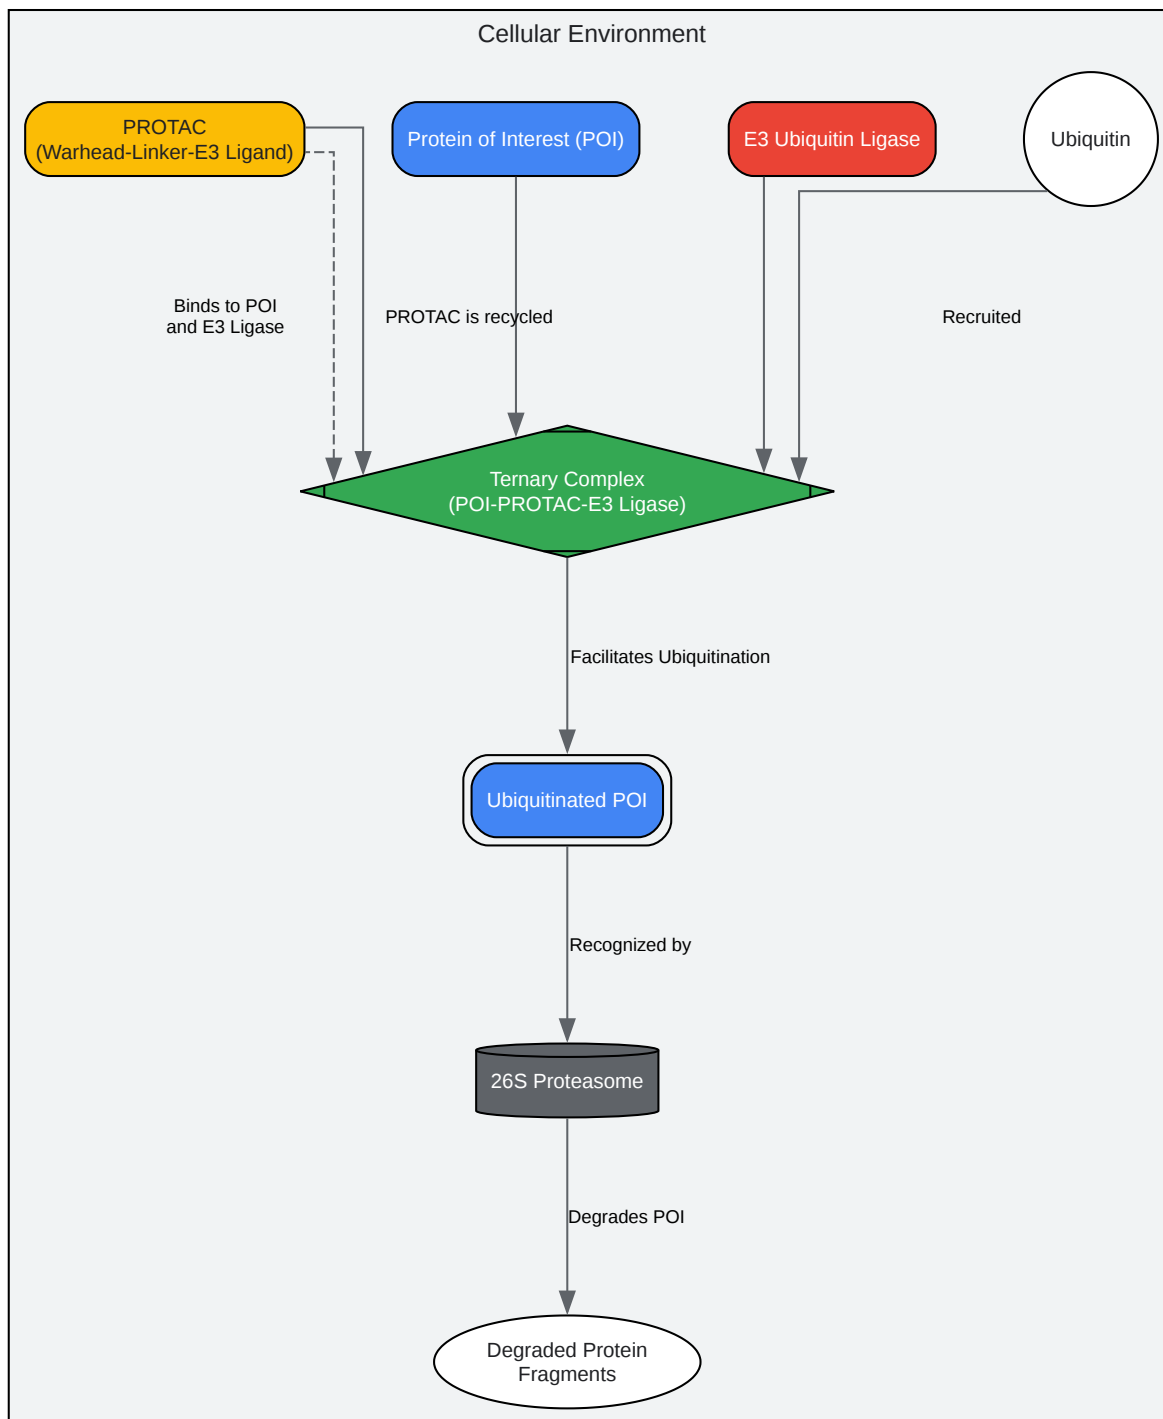 Cellular Environment
PROTAC
(Warhead-Linker-E3 Ligand)
Protein of Interest (POI)
E3 Ubiquitin Ligase
Ubiquitin
Binds to POI
and E3 Ligase
PROTAC is recycled
Recruited
Ternary Complex
(POI-PROTAC-E3 Ligase)
Facilitates Ubiquitination
Ubiquitinated POI
Recognized by
26S Proteasome
Degrades POI
Degraded Protein
Fragments